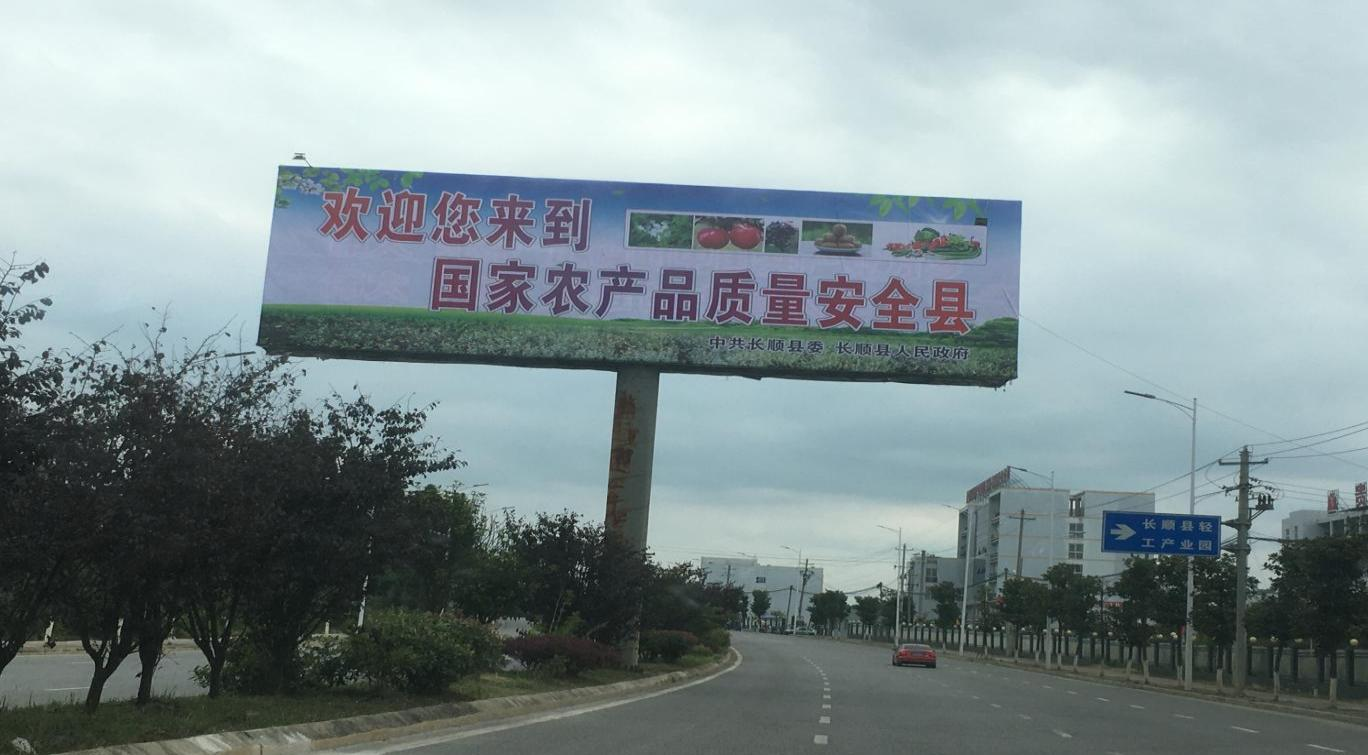 欢迎您来到
国家农产品质量安全县
中共长顺县委 长顺县人民政府
长顺县轻
工产业园